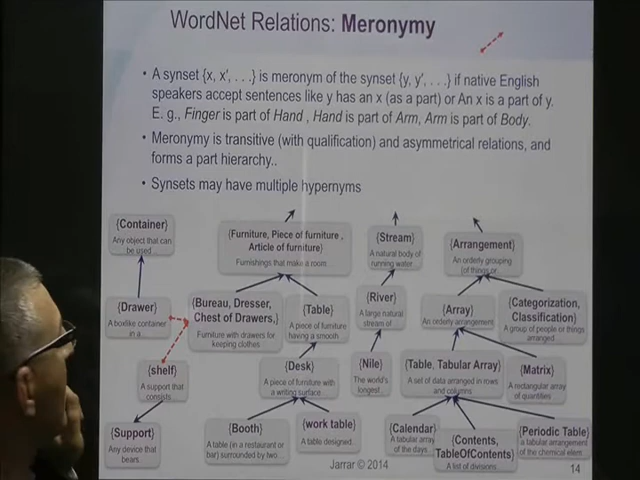 WordNet Relations: Meronymy
• A synset {x, x′, . . .} is meronym of the synset {y, y′, . . .} if native English
speakers accept sentences like y has an x (as a part) or An x is a part of y.
E. g., Finger is part of Hand , Hand is part of Arm, Arm is part of Body.
• Meronymy is transitive (with qualification) and asymmetrical relations, and
forms a part hierarchy..
• Synsets may have multiple hypernyms
{Container}
Any object that can
be used ...
{Furniture, Piece of furniture ,
Article of furniture}
Furnishings that make a room
{Stream}
A natural body of
running water
{Arrangement}
An orderly grouping
(of things or
{Drawer}
A boxlike container
in a
{Bureau, Dresser,
Chest of Drawers,}
Furniture with drawers for
keeping clothes
{Table}
A piece of furniture
having a smooth
{River}
A large natural
stream of
{Array}
An orderly arrangement
{Categorization,
Classification}
A group of people or things
arranged
{shelf}
A support that
consists
{Desk}
A piece of furniture with
a writing surface
{Nile}
The world's
longest
{Table, Tabular Array}
A set of data arranged in rows
and columns
{Matrix}
A rectangular array
of quantities
{Support}
Any device that
bears
{Booth}
A table (in a restaurant or
bar) surrounded by two
{work table}
A table designed
{Calendar}
A tabular array
of the days
{Contents,
TableOfContents}
A list of divisions
{Periodic Table}
a tabular arrangement
of the chemical elem
Jarrar © 2014
14